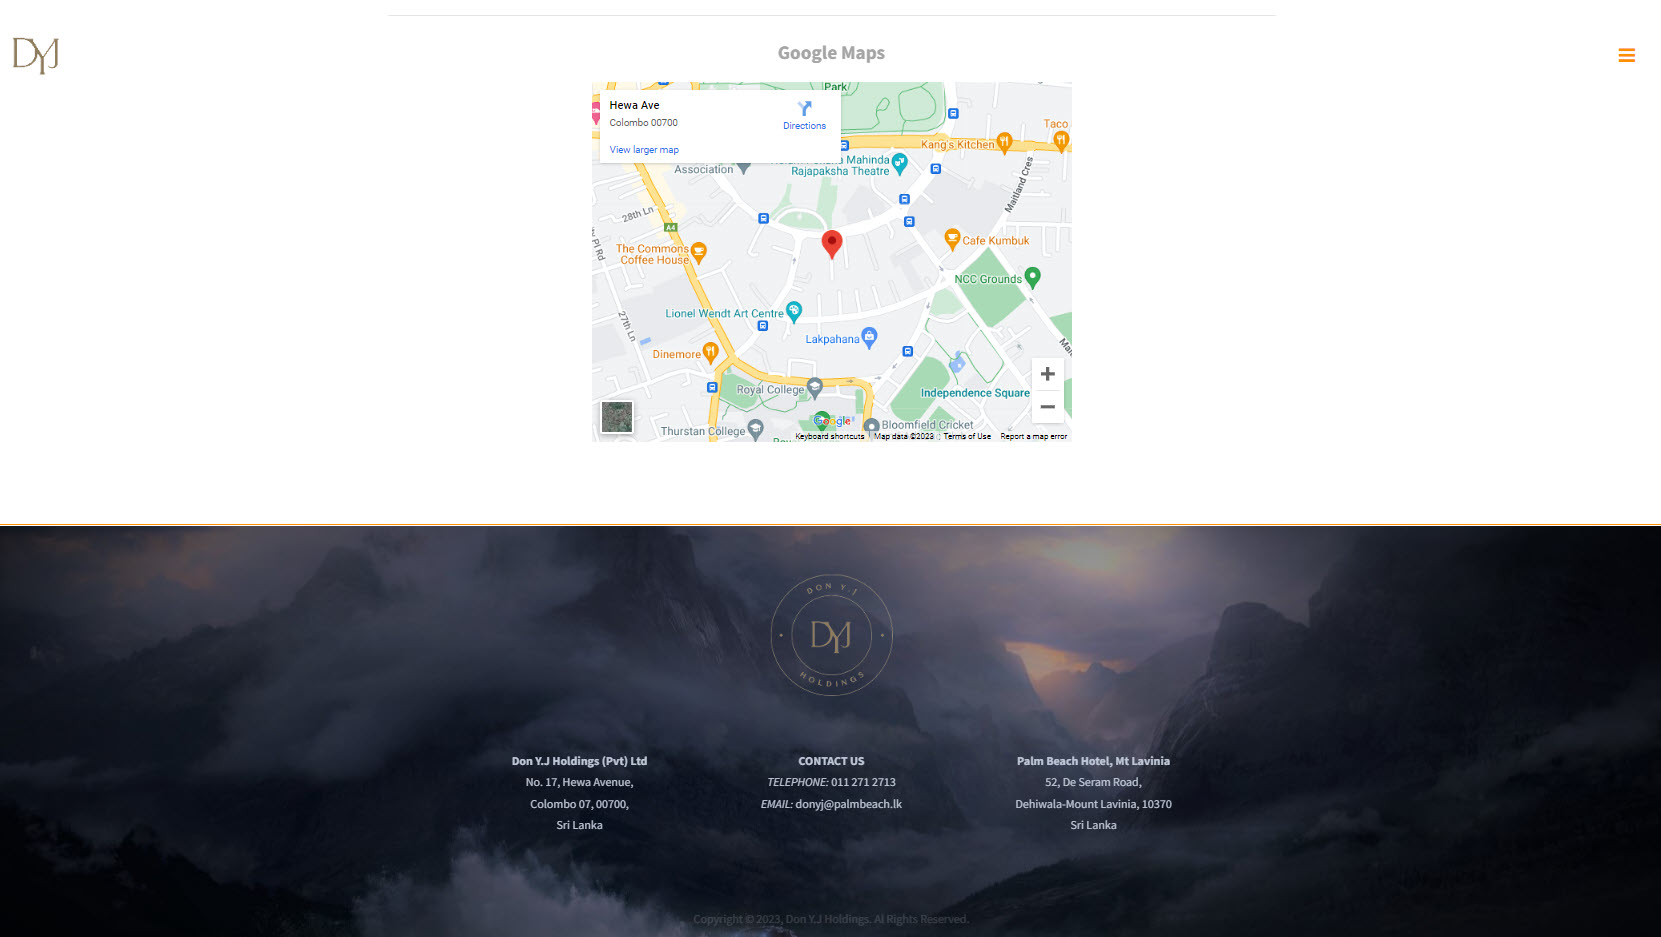 DYJ
Google Maps
Hewa Ave
Colombo 00700
Directions
View larger map
Park
Taco
Kang's Kitchen
Mahinda
Rajapaksha Theatre
Association
Maitland Cres
28th Ln
A4
Cafe Kumbuk
The Commons
Coffee House
NCC Grounds
Lionel Wendt Art Centre
27th Ln
Lakpahana
Dinemore
Royal College
Independence Square
Google
Bloomfield Cricket
Thurstan College
Keyboard shortcuts
Map data ©2023
Terms of Use
Report a map error
DON Y.J
DYJ
HOLDINGS
Don Y.J Holdings (Pvt) Ltd
No. 17, Hewa Avenue,
Colombo 07, 00700,
Sri Lanka
CONTACT US
TELEPHONE: 011 271 2713
EMAIL: donyj@palmbeach.lk
Palm Beach Hotel, Mt Lavinia
52, De Seram Road,
Dehiwala-Mount Lavinia, 10370
Sri Lanka
Copyright © 2023, Don Y.J Holdings. Al Rights Reserved.